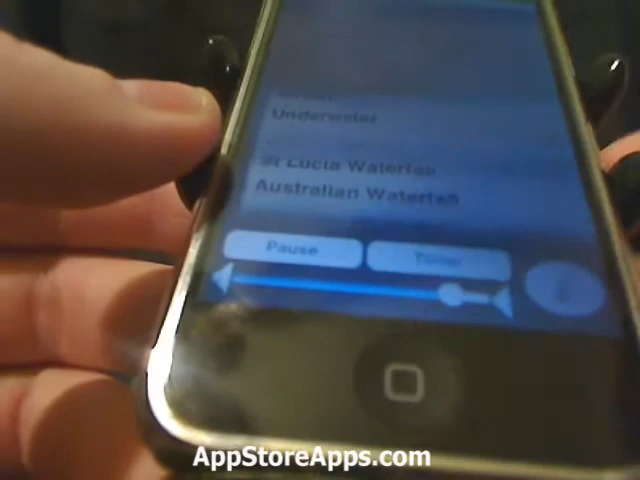 Underwater
St Lucia Waterfall
Australian Waterfall
Pause
Timer
AppStoreApps.com